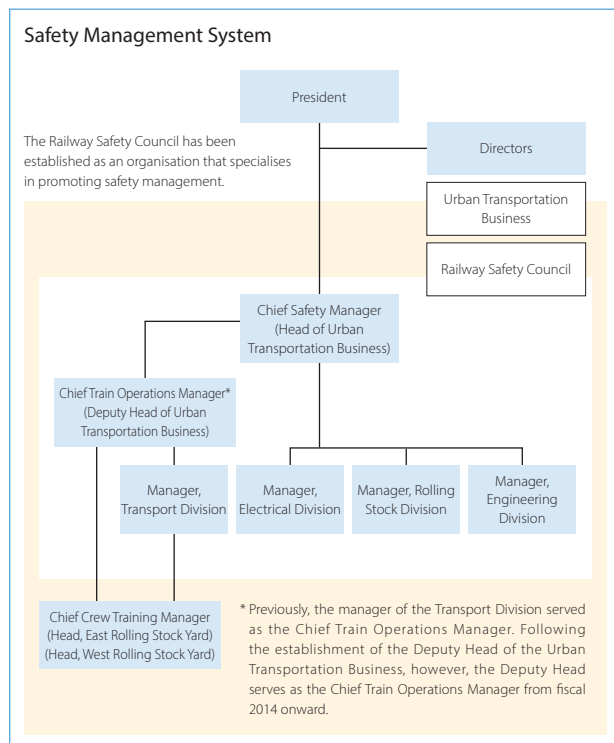 Safety Management System
President
The Railway Safety Council has been
established as an organisation that specialises
in promoting safety management.
Directors
Urban Transportation
Business
Railway Safety Council
Chief Safety Manager
(Head of Urban
Transportation Business)
Chief Train Operations Manager*
(Deputy Head of Urban
Transportation Business)
Manager,
Transport Division
Manager,
Electrical Division
Manager, Rolling
Stock Division
Manager,
Engineering
Division
Chief Crew Training Manager
(Head, East Rolling Stock Yard)
(Head, West Rolling Stock Yard)
* Previously, the manager of the Transport Division served
as the Chief Train Operations Manager. Following
the establishment of the Deputy Head of the Urban
Transportation Business, however, the Deputy Head
serves as the Chief Train Operations Manager from fiscal
2014 onward.